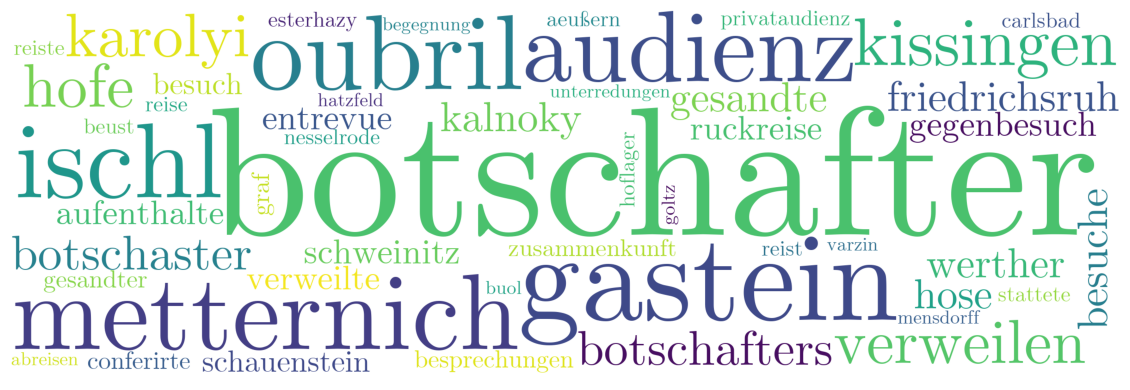 esterhazy begegnung aeußern privataudienz carlsbad
reiste karolyi oubril audienz kissingen
hofe besuch hatzfeld unterredungen gesandte friedrichsruh
reise entrevue kalnoky ruckreise gegenbesuch
beust nesselrode
ischl botschafter
graf hoflager goltz
aufenthalte besuche
botschaster schweinitz zusammenkunft reist varzin werther
gesandter verweilte buol gastein hose stattete
metternich mensdorff
abreisen conferirte schauenstein besprechungen botschafters verweilen